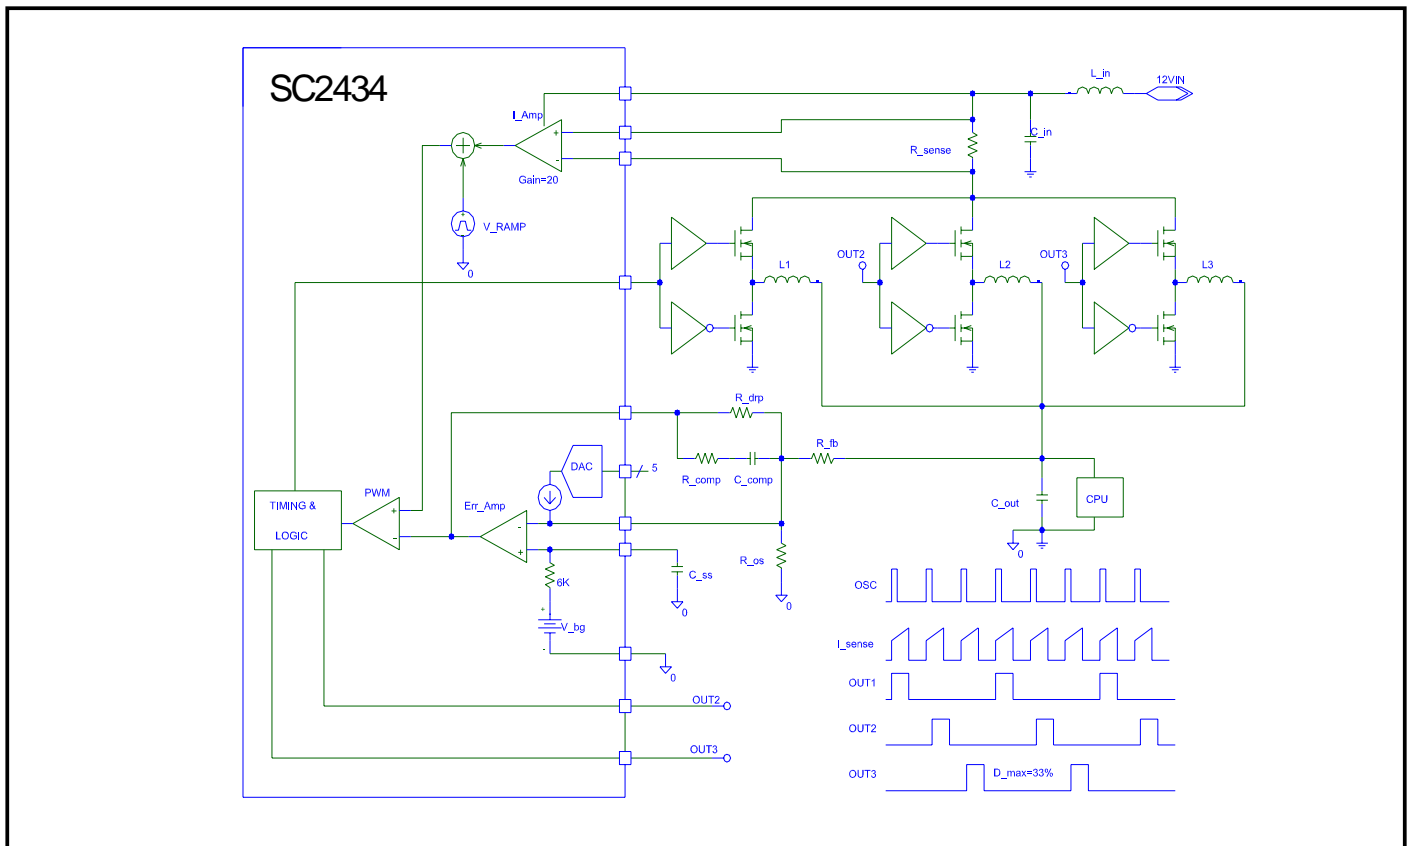 SC2434
L_in
12VIN
I_Amp
+
-
C_in
R_sense
Gain=20
+
V_RAMP
0
OUT2
OUT3
L1
L2
L3
R_drp
R_fb
DAC
5
R_comp
C_comp
PWM
Err_Amp
C_out
CPU
TIMING &
LOGIC
+
-
-
+
0
R_os
C_ss
6K
OSC
0
0
+
V_bg
-
I_sense
0
OUT1
OUT2
OUT2
OUT3
OUT3
D_max=33%